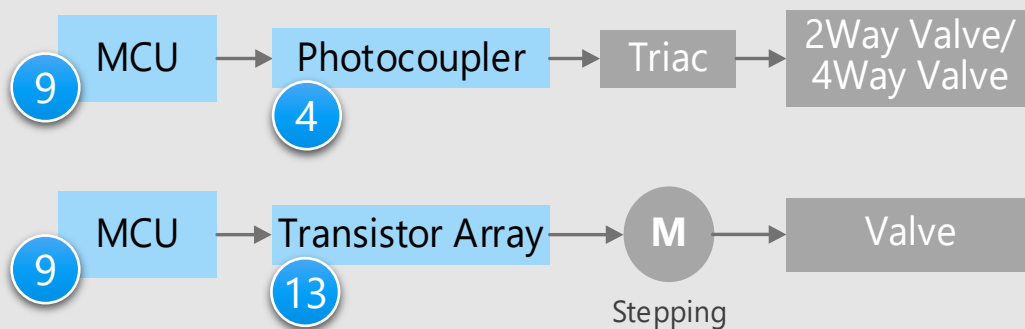 MCU
9
Photocoupler
4
Triac
2Way Valve/
4Way Valve
MCU
9
Transistor Array
13
M
Stepping
Valve